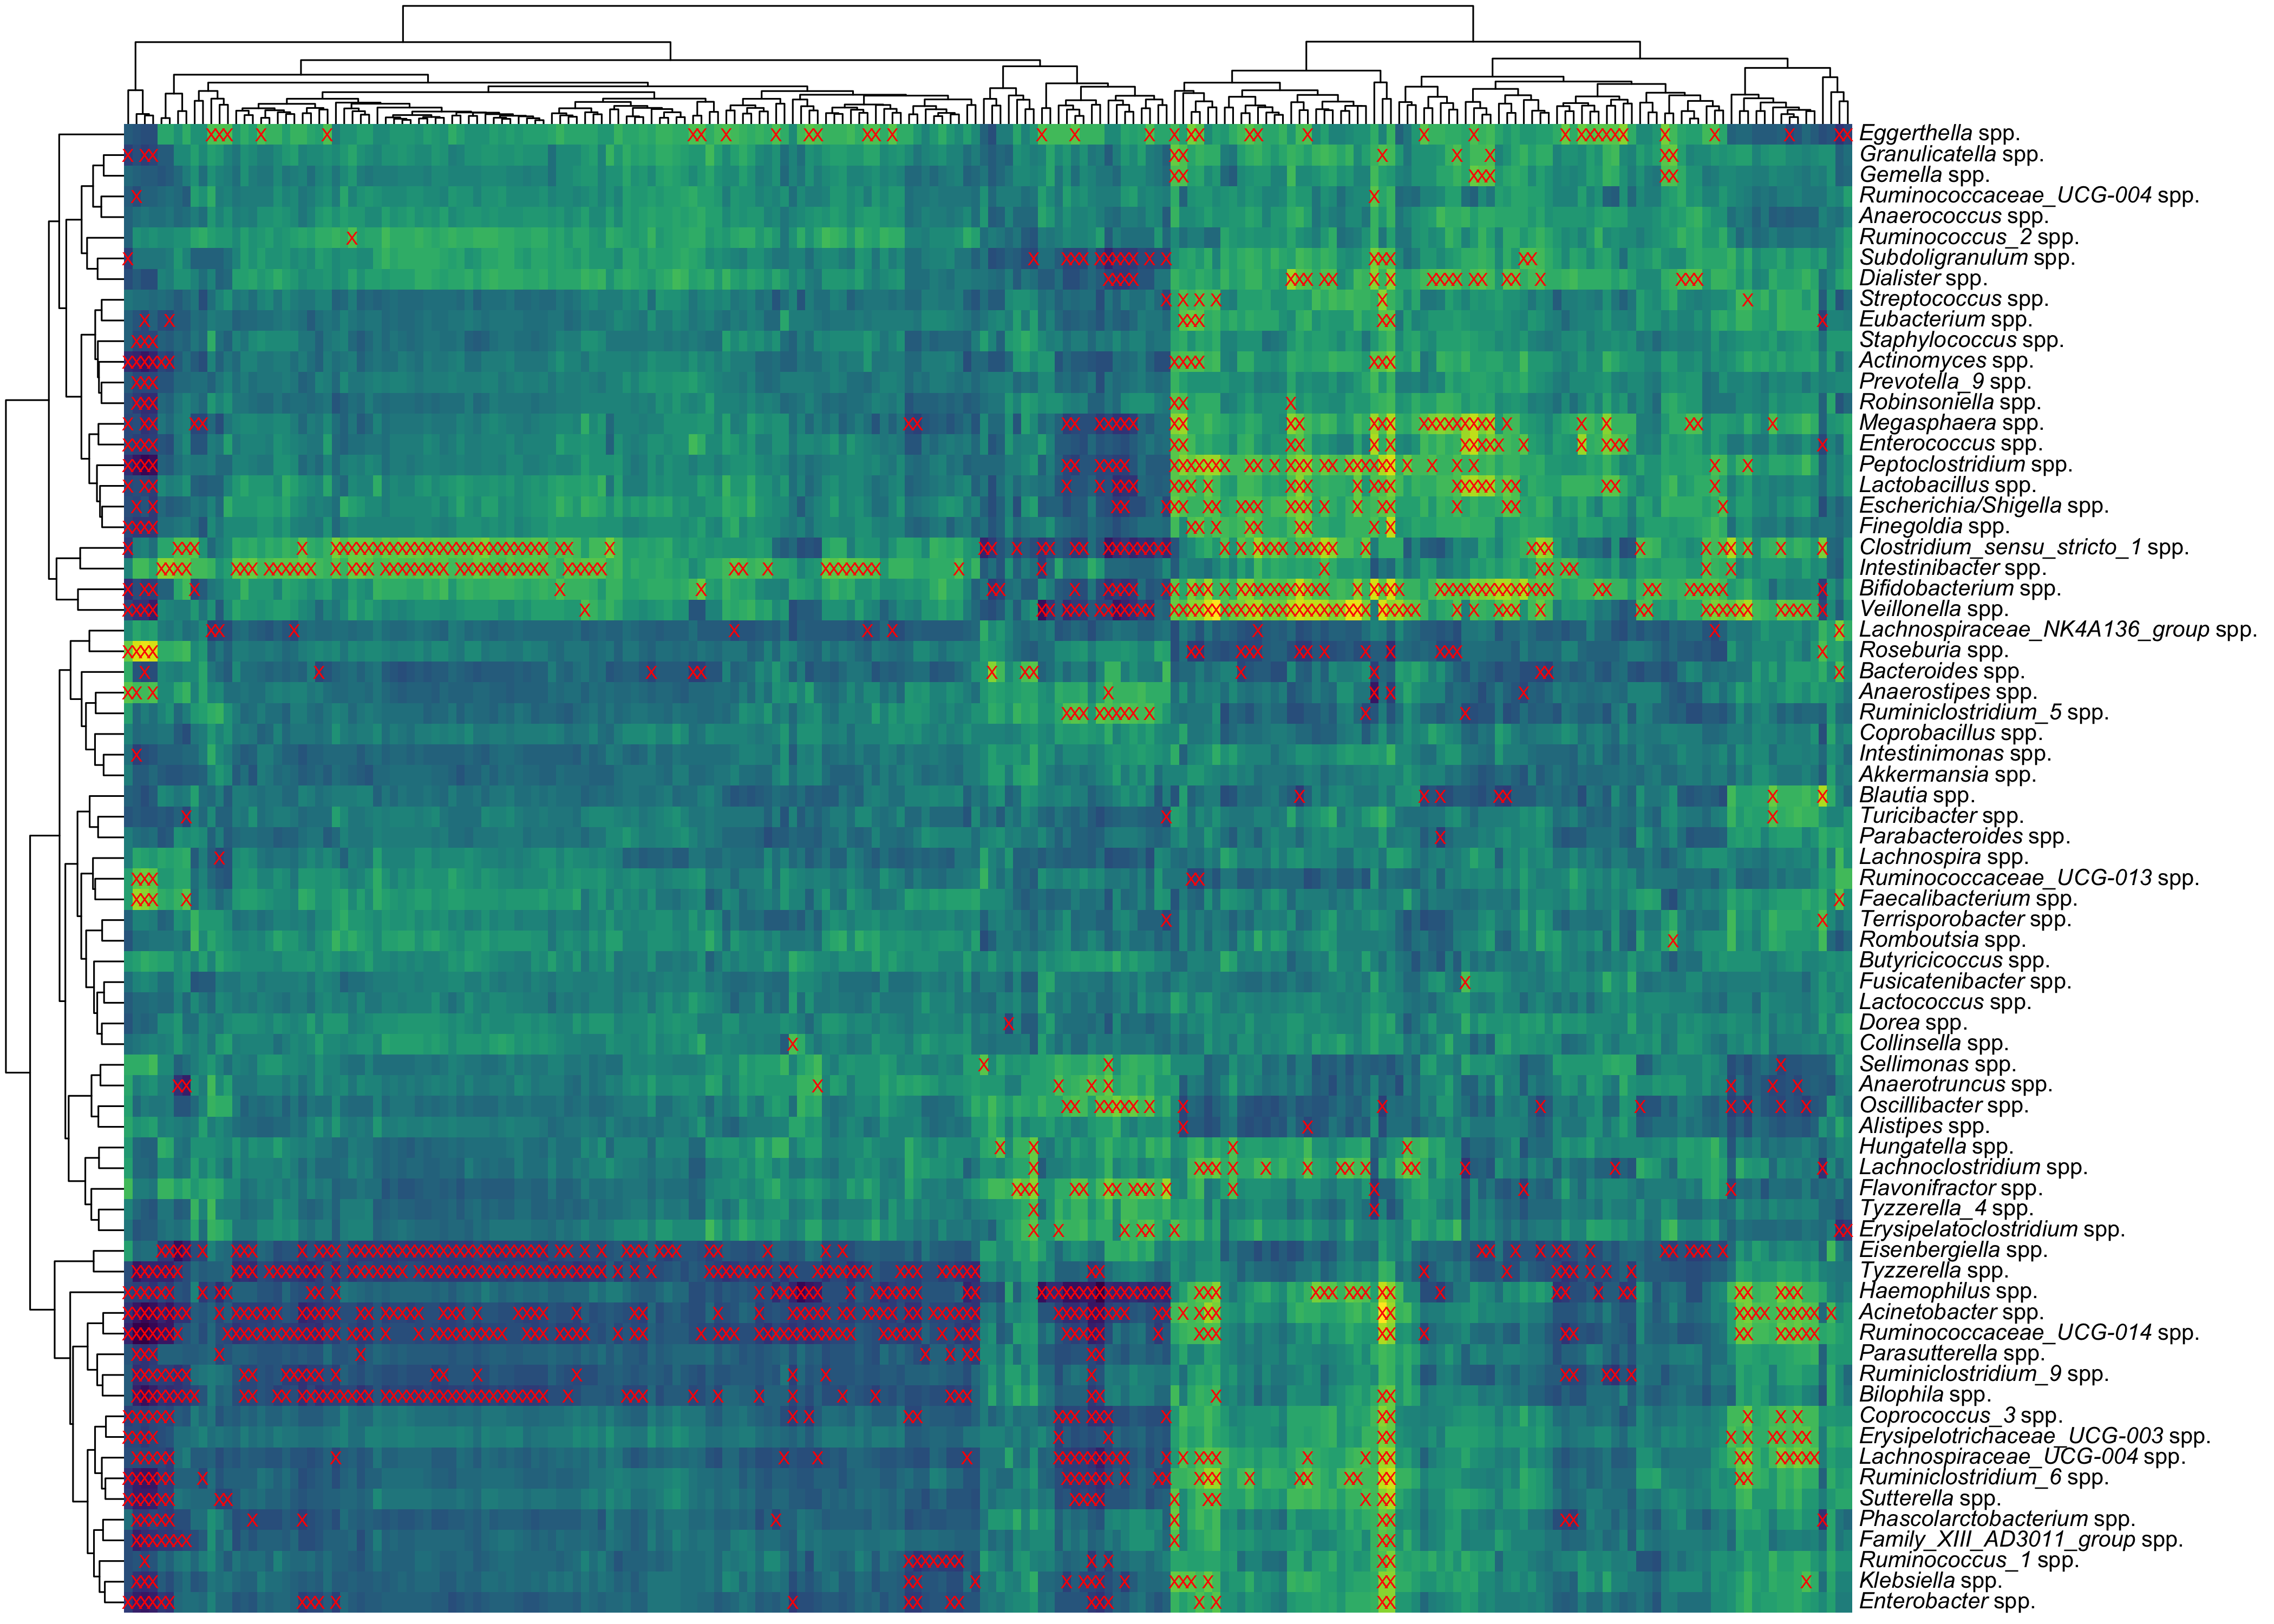 Eggerthella spp.
Granulicatella spp.
Gemella spp.
Ruminococcaceae_UCG-004 spp.
Anaerococcus spp.
Ruminococcus_2 spp.
Subdoligranulum spp.
Dialister spp.
Streptococcus spp.
Eubacterium spp.
Staphylococcus spp.
Actinomyces spp.
Prevotella_9 spp.
Robinsoniella spp.
Megasphaera spp.
Enterococcus spp.
Peptoclostridium spp.
Lactobacillus spp.
Escherichia/Shigella spp.
Finegoldia spp.
Clostridium_sensu_stricto_1 spp.
Intestinibacter spp.
Bifidobacterium spp.
Veillonella spp.
Lachnospiraceae_NK4A136_group spp.
Roseburia spp.
Bacteroides spp.
Anaerostipes spp.
Ruminiclostridium_5 spp.
Coprobacillus spp.
Intestinimonas spp.
Akkermansia spp.
Blautia spp.
Turicibacter spp.
Parabacteroides spp.
Lachnospira spp.
Ruminococcaceae_UCG-013 spp.
Faecalibacterium spp.
Terrisporobacter spp.
Romboutsia spp.
Butyricicoccus spp.
Fusicatenibacter spp.
Lactococcus spp.
Dorea spp.
Collinsella spp.
Sellimonas spp.
Anaerotruncus spp.
Oscillibacter spp.
Alistipes spp.
Hungatella spp.
Lachnoclostridium spp.
Flavonifractor spp.
Tyzzerella_4 spp.
Erysipelatoclostridium spp.
Eisenbergiella spp.
Tyzzerella spp.
Haemophilus spp.
Acinetobacter spp.
Ruminococcaceae_UCG-014 spp.
Parasutterella spp.
Ruminiclostridium_9 spp.
Bilophila spp.
Coprococcus_3 spp.
Erysipelotrichaceae_UCG-003 spp.
Lachnospiraceae_UCG-004 spp.
Ruminiclostridium_6 spp.
Sutterella spp.
Phascolarctobacterium spp.
Family_XIII_AD3011_group spp.
Ruminococcus_1 spp.
Klebsiella spp.
Enterobacter spp.